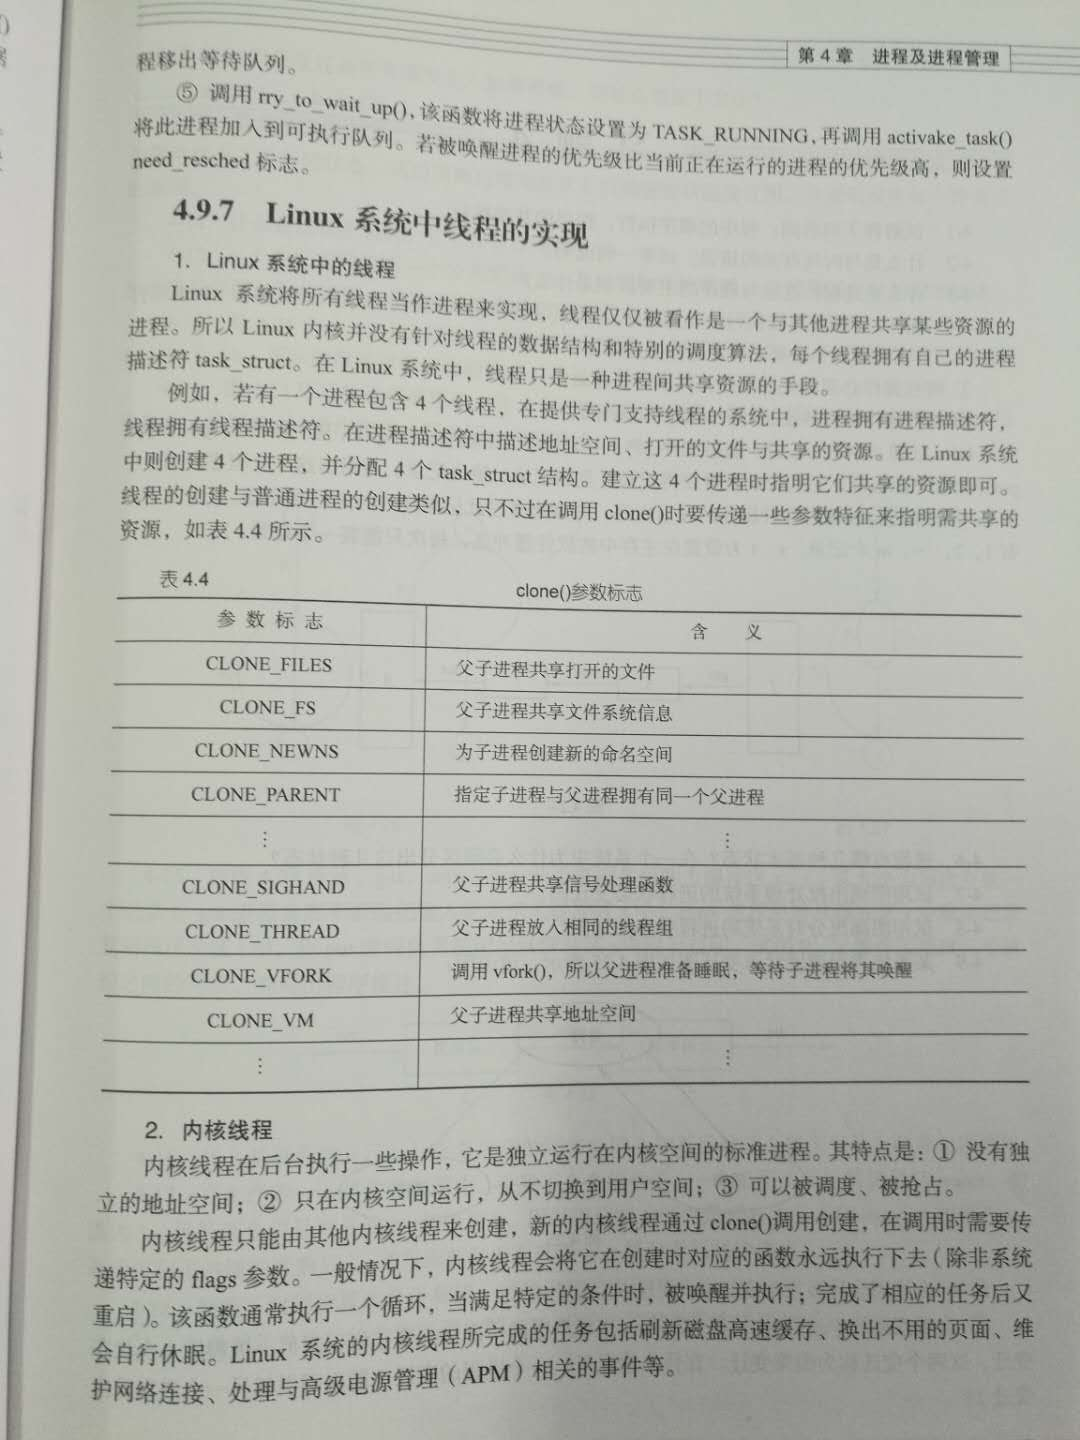 第 4 章 进程及进程管理
程移出等待队列。
⑤ 调用 rry_to_wait_up(), 该函数将进程状态设置为 TASK_RUNNING, 再调用 activake_task()
将此进程加入到可执行队列。若被唤醒进程的优先级比当前正在运行的进程的优先级高，则设置
need_resched 标志。
4.9.7 Linux 系统中线程的实现
1. Linux 系统中的线程
Linux 系统将所有线程当作进程来实现，线程仅仅被看作是一个与其他进程共享某些资源的
进程。所以 Linux 内核并没有针对线程的数据结构和特别的调度算法，每个线程拥有自己的进程
描述符 task_struct。在 Linux 系统中，线程只是一种进程间共享资源的手段。
例如，若有一个进程包含 4 个线程，在提供专门支持线程的系统中，进程拥有进程描述符，
线程拥有线程描述符。在进程描述符中描述地址空间、打开的文件与共享的资源。在 Linux 系统
中则创建 4 个进程，并分配 4 个 task_struct 结构。建立这 4 个进程时指明它们共享的资源即可。
线程的创建与普通进程的创建类似，只不过在调用 clone()时要传递一些参数特征来指明需共享的
资源，如表 4.4 所示。
表 4.4 clone()参数标志
参 数 标 志 含 义
CLONE_FILES 父子进程共享打开的文件
CLONE_FS 父子进程共享文件系统信息
CLONE_NEWNS 为子进程创建新的命名空间
CLONE_PARENT 指定子进程与父进程拥有同一个父进程
⋮ ⋮
CLONE_SIGHAND 父子进程共享信号处理函数
CLONE_THREAD 父子进程放入相同的线程组
CLONE_VFORK 调用 vfork()，所以父进程准备睡眠，等待子进程将其唤醒
CLONE_VM 父子进程共享地址空间
⋮ ⋮
2. 内核线程
内核线程在后台执行一些操作，它是独立运行在内核空间的标准进程。其特点是：① 没有独
立的地址空间；② 只在内核空间运行，从不切换到用户空间；③ 可以被调度、被抢占。
内核线程只能由其他内核线程来创建，新的内核线程通过 clone()调用创建，在调用时需要传
递特定的 flags 参数。一般情况下，内核线程会将它在创建时对应的函数永远执行下去（除非系统
重启）。该函数通常执行一个循环，当满足特定的条件时，被唤醒并执行；完成了相应的任务后又
会自行休眠。Linux 系统的内核线程所完成的任务包括刷新磁盘高速缓存、换出不用的页面、维
护网络连接、处理与高级电源管理（APM）相关的事件等。